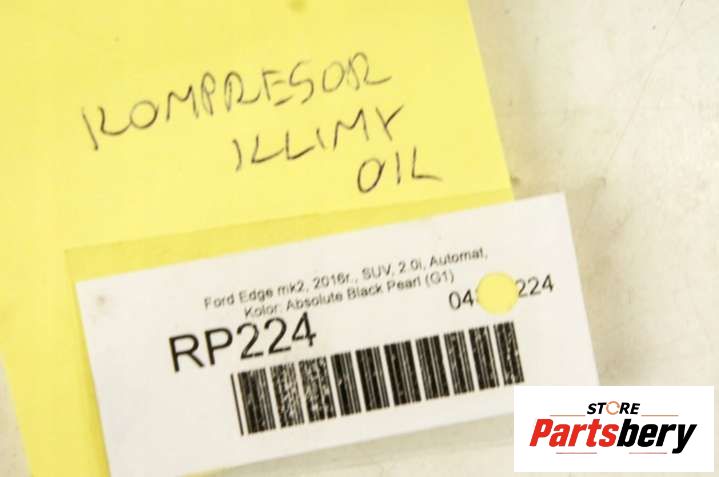 KOMPRESOR
KLIMY
OIL
Ford Edge mk2, 2016r., SUV, 2.0i, Automat,
Kolor: Absolute Black Pearl (G1)
RP224
224
STORE
Partsbery